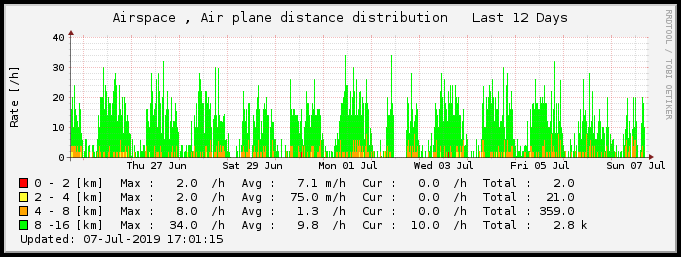 Airspace , Air plane distance distribution Last 12 Days
RRDTOOL / TOBI OETIKER
Rate [/h]
40
30
20
10
0
Thu 27 Jun Sat 29 Jun Mon 01 Jul Wed 03 Jul Fri 05 Jul Sun 07 Jul
0 - 2 [km] Max : 2.0 /h Avg : 7.1 m/h Cur : 0.0 /h Total : 2.0
2 - 4 [km] Max : 2.0 /h Avg : 75.0 m/h Cur : 0.0 /h Total : 21.0
4 - 8 [km] Max : 8.0 /h Avg : 1.3 /h Cur : 0.0 /h Total : 359.0
8 -16 [km] Max : 34.0 /h Avg : 9.8 /h Cur : 10.0 /h Total : 2.8 k
Updated: 07-Jul-2019 17:01:15